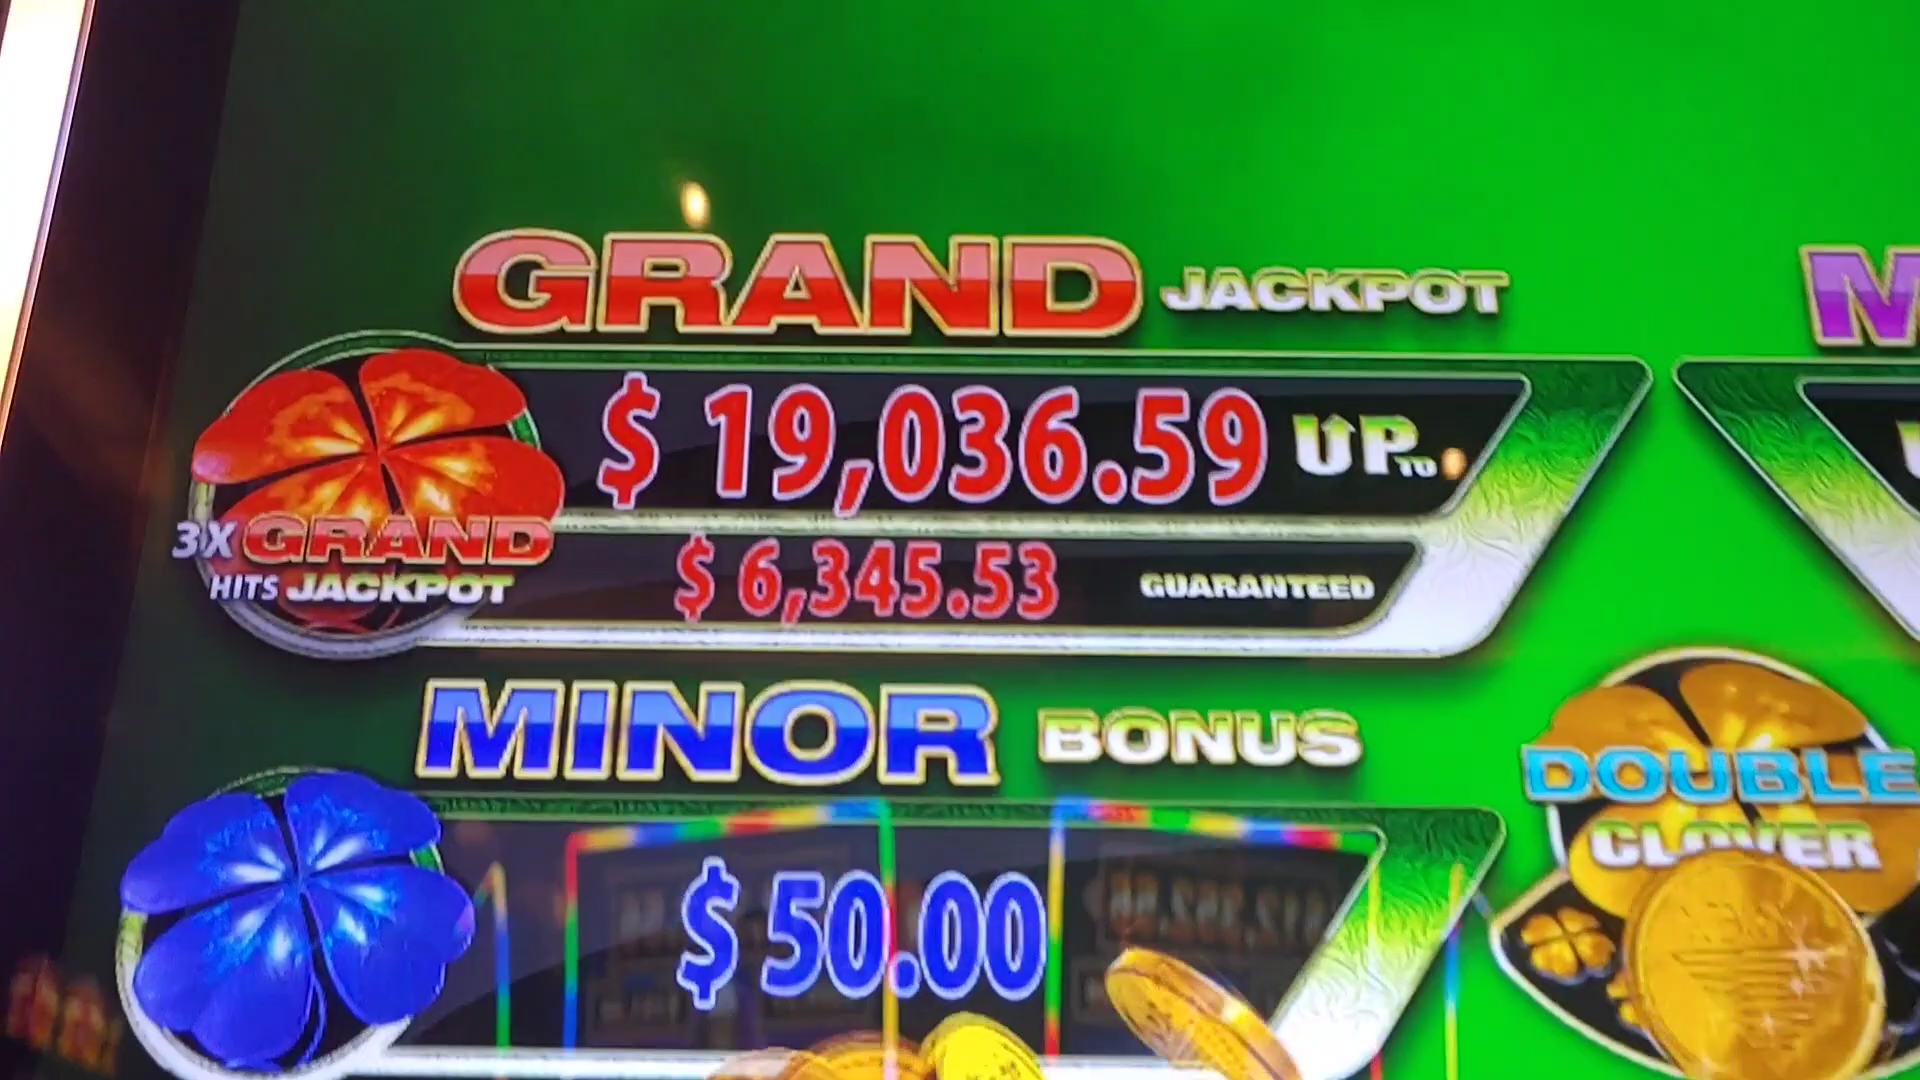 GRAND JACKPOT
$ 19,036.59 UP TO
3X GRAND
HITS JACKPOT
$ 6,345.53 GUARANTEED
MINOR BONUS
$ 50.00
DOUBLE
CLOVER
M